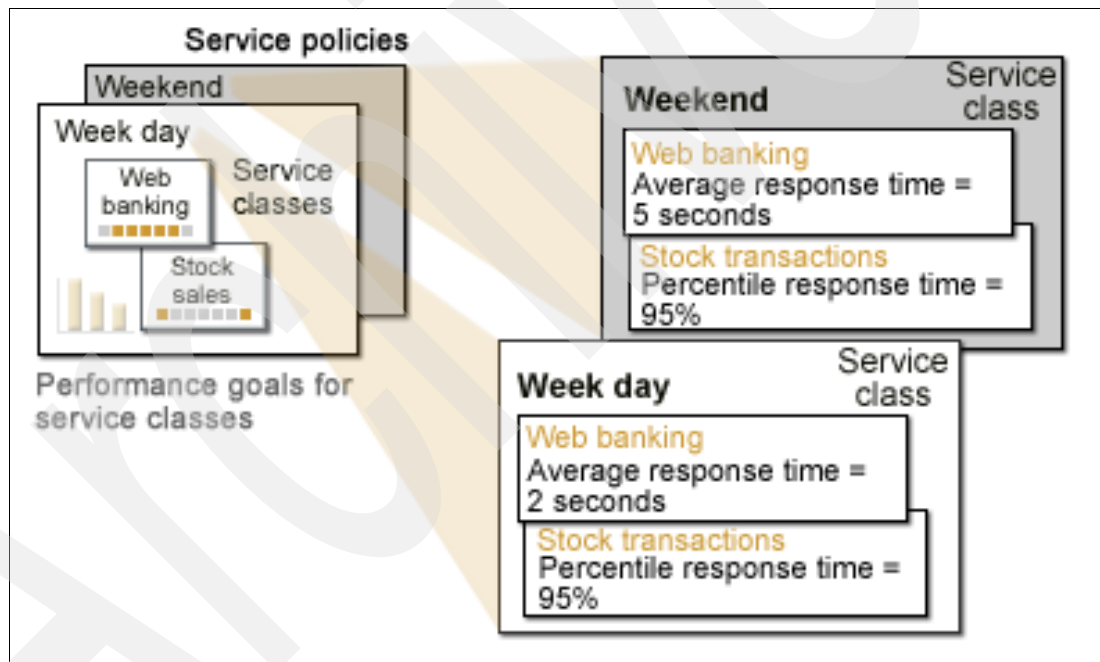 Service policies
Weekend
Week day
Web
banking
Service
classes
Stock
sales
Performance goals for
service classes
Service
class
Weekend
Web banking
Average response time =
5 seconds
Stock transactions
Percentile response time =
95%
Service
class
Week day
Web banking
Average response time =
2 seconds
Stock transactions
Percentile response time =
95%